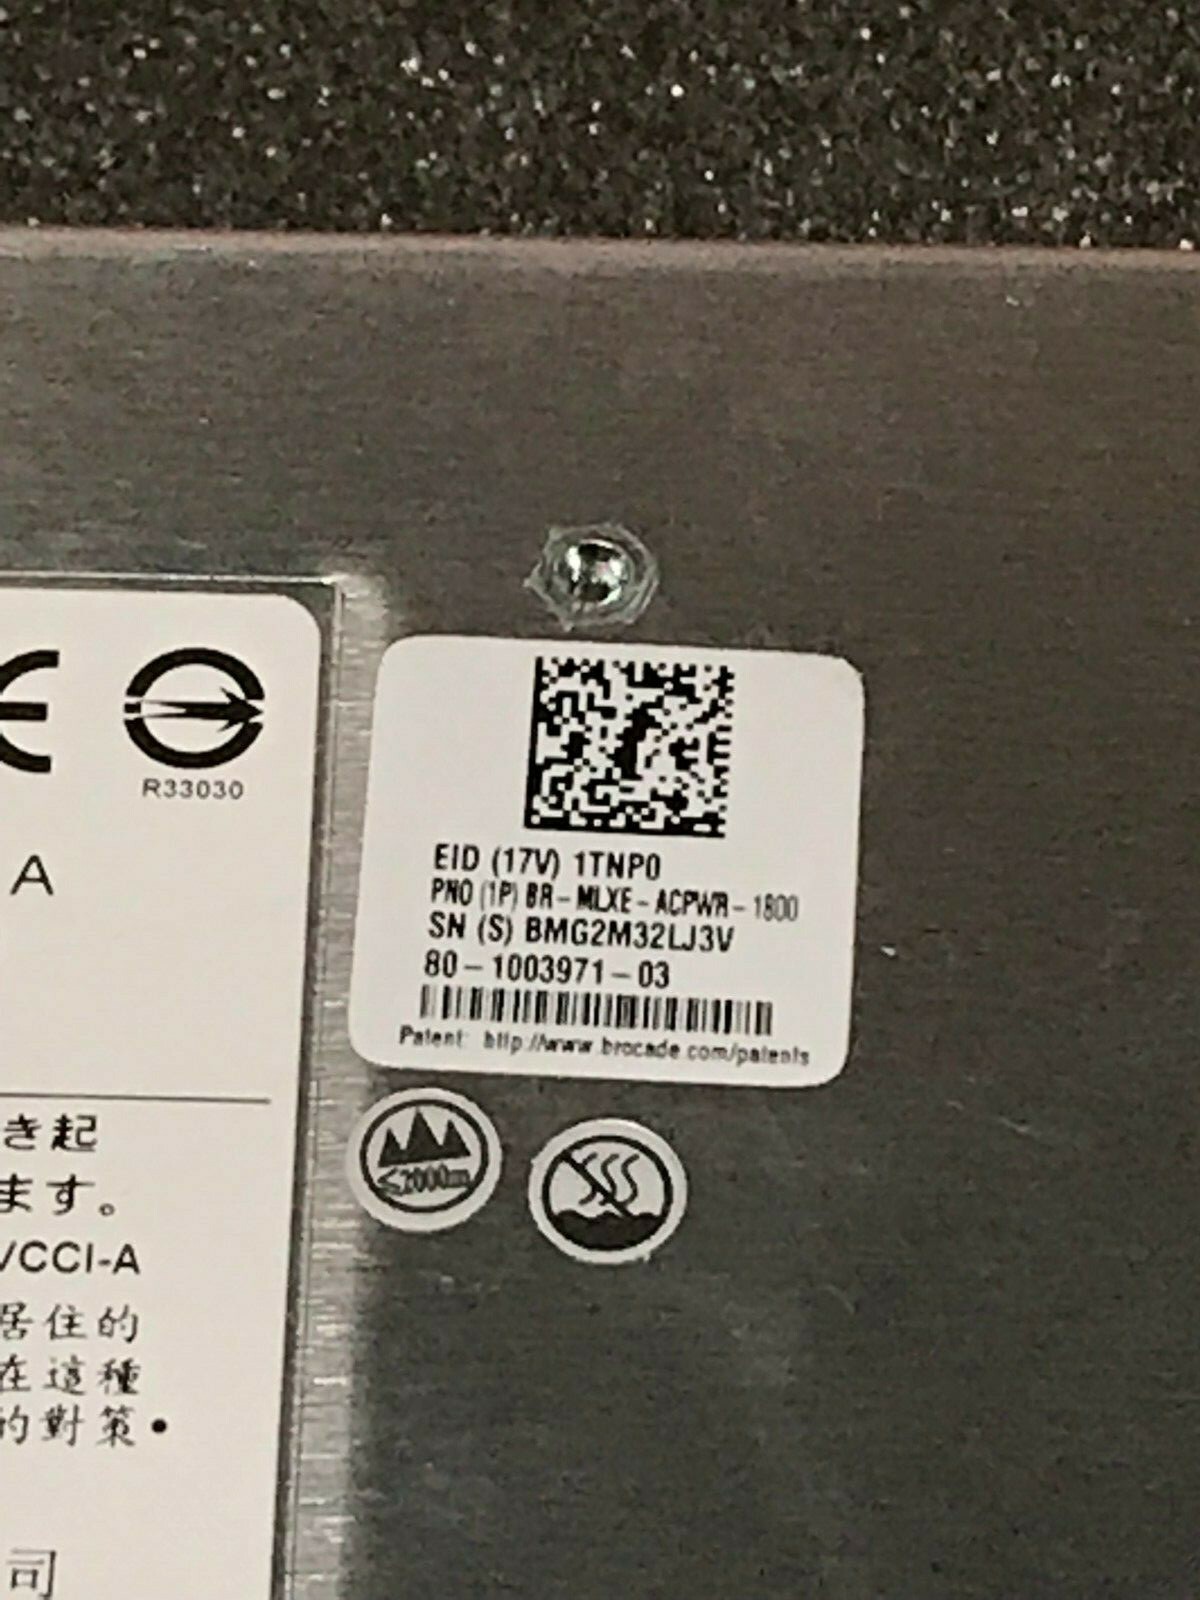 CE
R33030
A
き起
ます。
VCCI-A
居住的
在這種
的對策•
司
EID (17V) 1TNP0
PNO (1P) BR-MLXE-ACPWR-1800
SN (S) BMG2M32LJ3V
80-1003971-03
Patent: http://www.brocade.com/patents
≤2000m